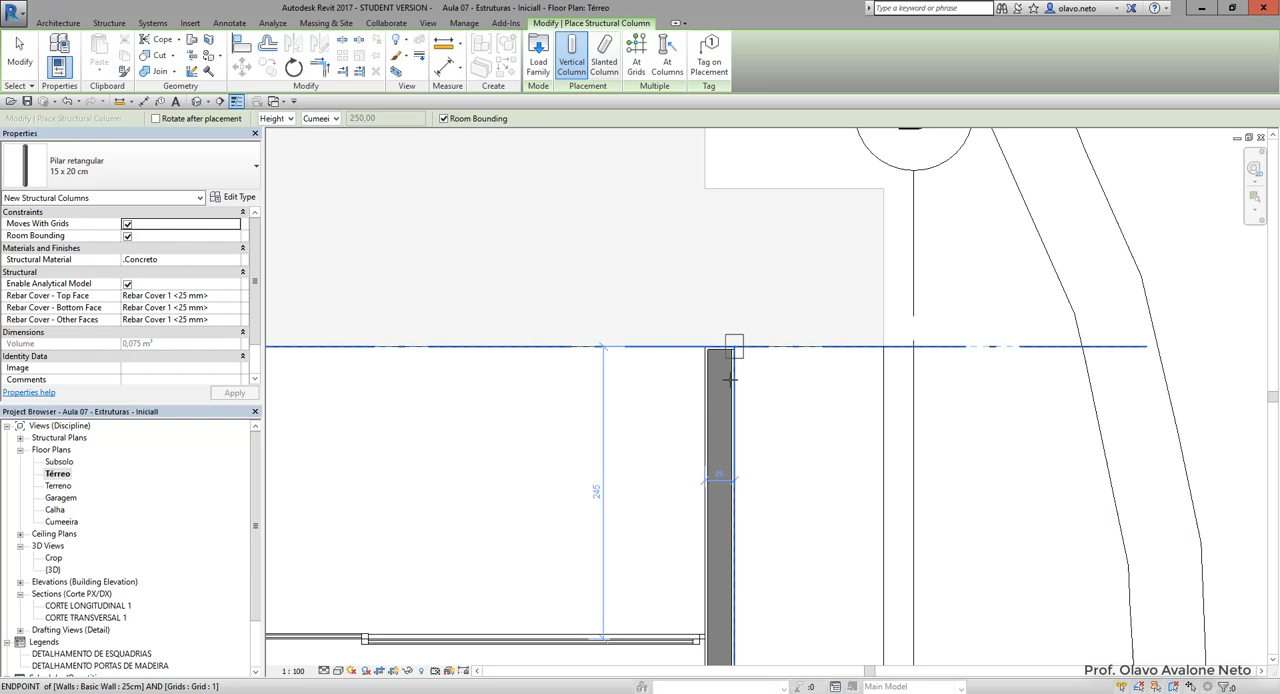 Autodesk Revit 2017 - STUDENT VERSION - Aula 07 - Estruturas - Iniciall - Floor Plan: Térreo
Type a keyword or phrase
olavo.neto
Architecture Structure Systems Insert Annotate Analyze Massing & Site Collaborate View Manage Add-Ins Modify | Place Structural Column
Modify
Paste
Cope
Cut
Join
Load Family
Vertical Column
Slanted Column
At Grids
At Columns
Tag on Placement
Select Properties Clipboard Geometry Modify View Measure Create Mode Placement Multiple Tag
Modify | Place Structural Column
Rotate after placement
Height
Cumeei
250,00
Room Bounding
Properties
Pilar retangular
15 x 20 cm
New Structural Columns
Edit Type
Constraints
Moves With Grids
Room Bounding
Materials and Finishes
Structural Material .Concreto
Structural
Enable Analytical Model
Rebar Cover - Top Face Rebar Cover 1 <25 mm>
Rebar Cover - Bottom Face Rebar Cover 1 <25 mm>
Rebar Cover - Other Faces Rebar Cover 1 <25 mm>
Dimensions
Volume 0,075 m³
Identity Data
Image
Comments
Properties help
Apply
Project Browser - Aula 07 - Estruturas - Iniciall
Views (Discipline)
Structural Plans
Floor Plans
Subsolo
Térreo
Terreno
Garagem
Calha
Cumeeira
Ceiling Plans
3D Views
Crop
{3D}
Elevations (Building Elevation)
Sections (Corte PX/DX)
CORTE LONGITUDINAL 1
CORTE TRANSVERSAL 1
Drafting Views (Detail)
Legends
DETALHAMENTO DE ESQUADRIAS
DETALHAMENTO PORTAS DE MADEIRA
245
25
1 : 100
Prof. Olavo Avalone Neto
ENDPOINT of [Walls : Basic Wall : 25cm] AND [Grids : Grid : 1]
:0
Main Model
:0